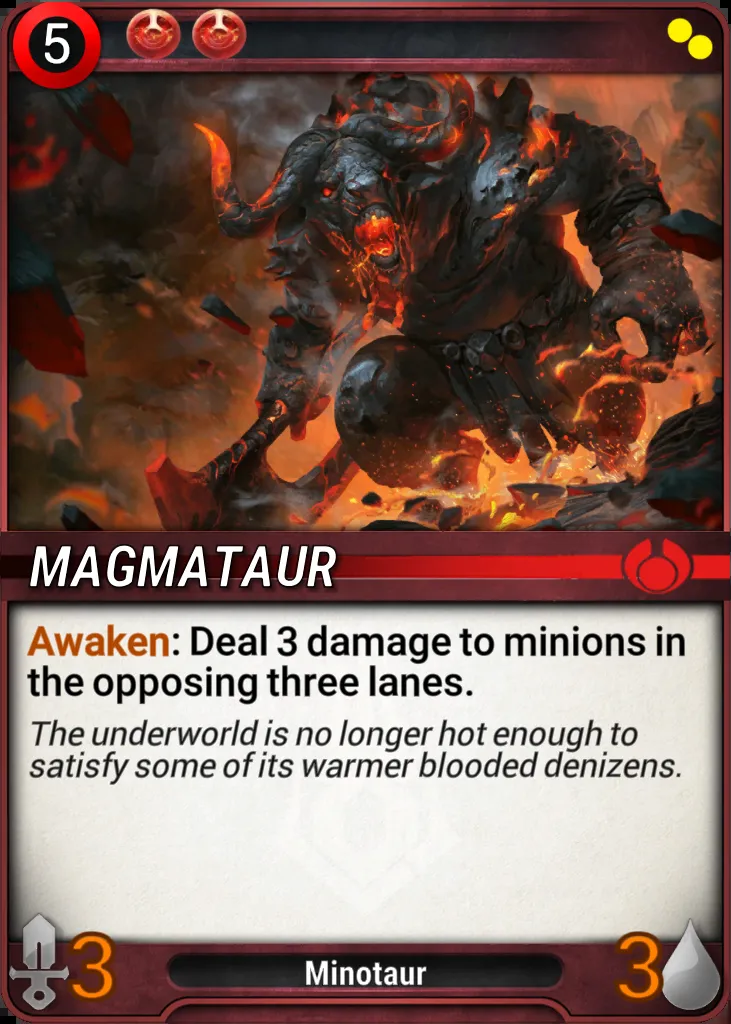 5
MAGMATAUR
Awaken: Deal 3 damage to minions in
the opposing three lanes.
The underworld is no longer hot enough to
satisfy some of its warmer blooded denizens.
3
Minotaur
3